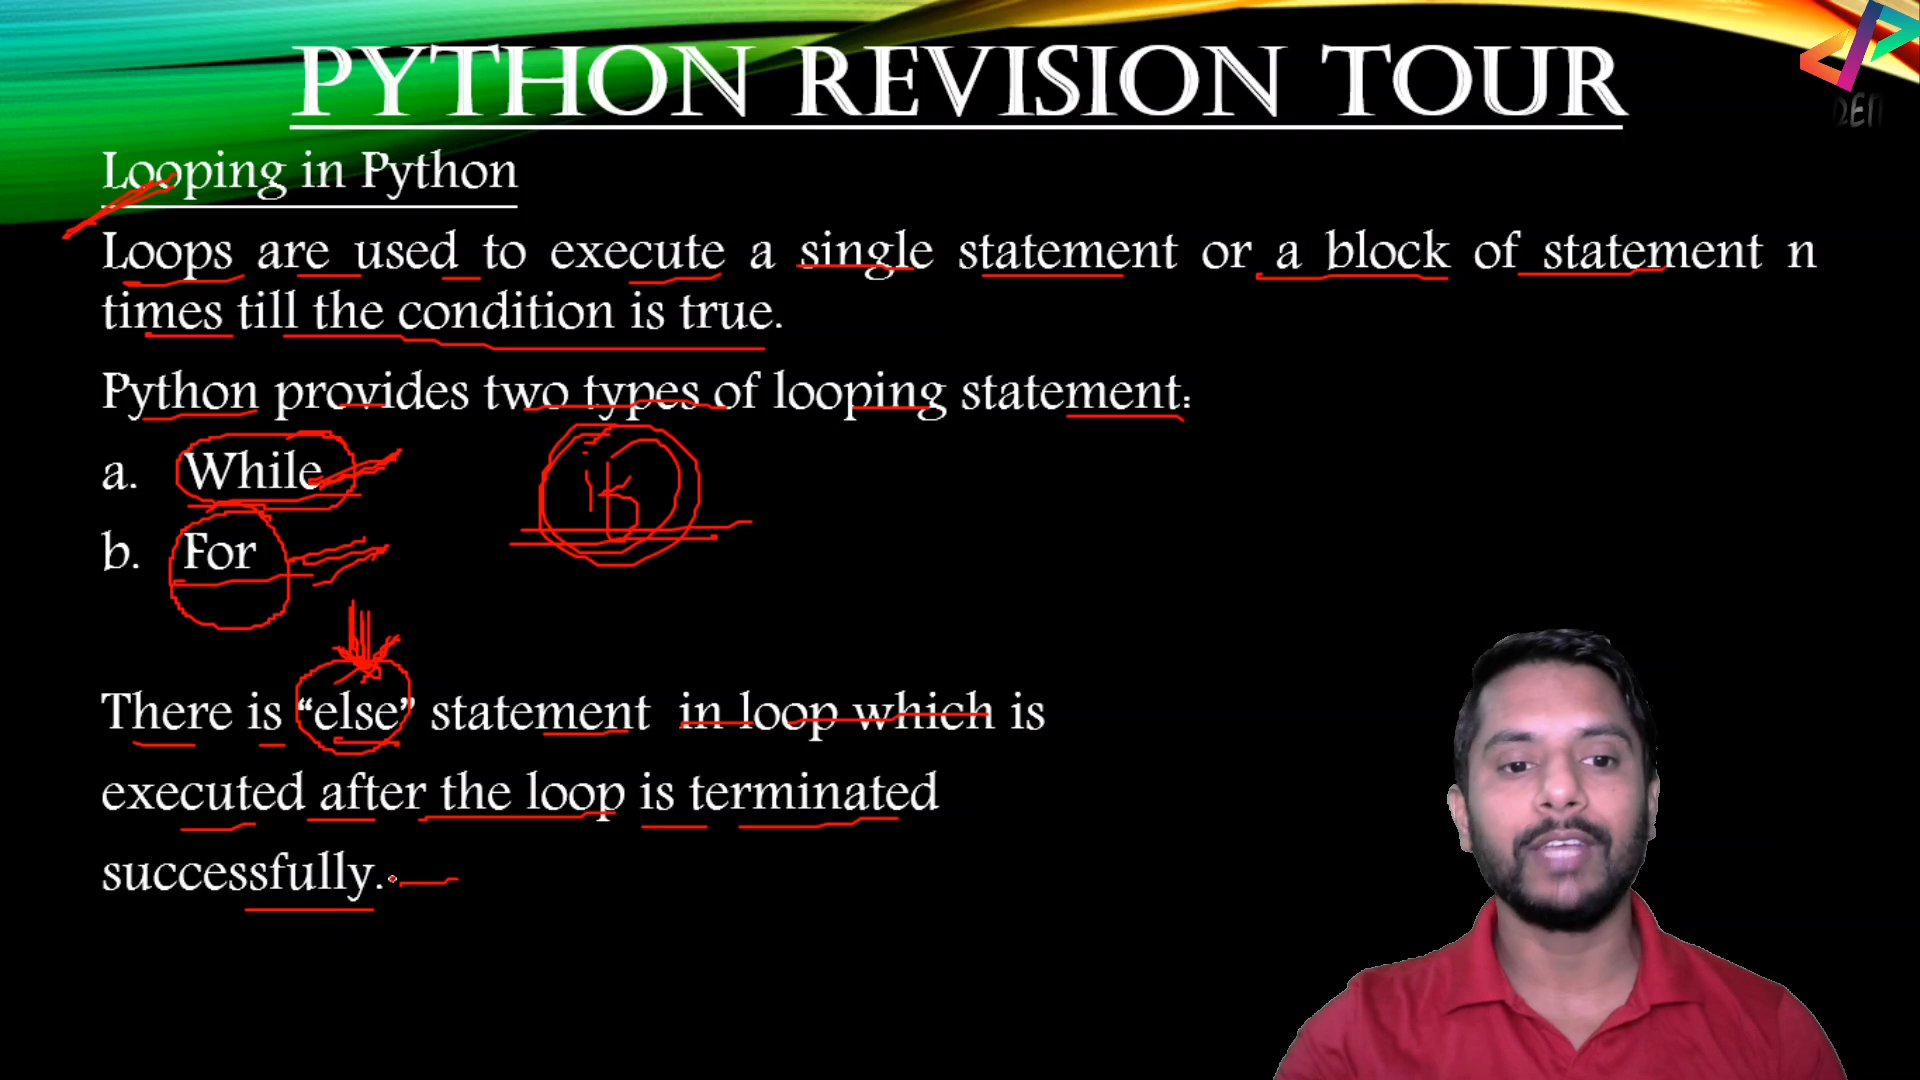 PYTHON REVISION TOUR
Looping in Python
Loops are used to execute a single statement or a block of statement n
times till the condition is true.
Python provides two types of looping statement:
a. While
if
b. For
There is “else” statement in loop which is
executed after the loop is terminated
successfully.